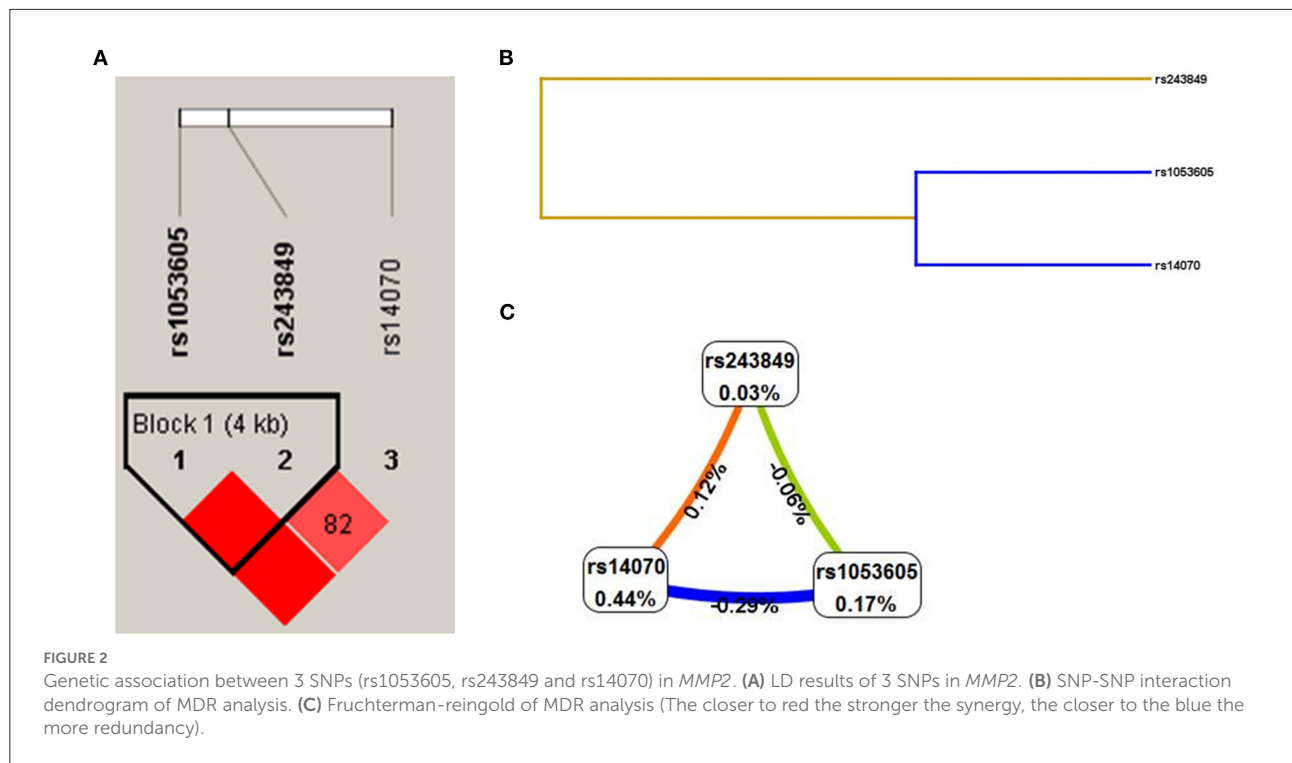 A
rs1053605
rs243849
rs14070
Block 1 (4 kb)
1 2 3
82
B
rs243849
rs1053605
rs14070
C
rs243849
0.03%
0.12%
-0.06%
rs14070
0.44%
-0.29%
rs1053605
0.17%
FIGURE 2
Genetic association between 3 SNPs (rs1053605, rs243849 and rs14070) in MMP2. (A) LD results of 3 SNPs in MMP2. (B) SNP-SNP interaction
dendrogram of MDR analysis. (C) Fruchterman-reingold of MDR analysis (The closer to red the stronger the synergy, the closer to the blue the
more redundancy).